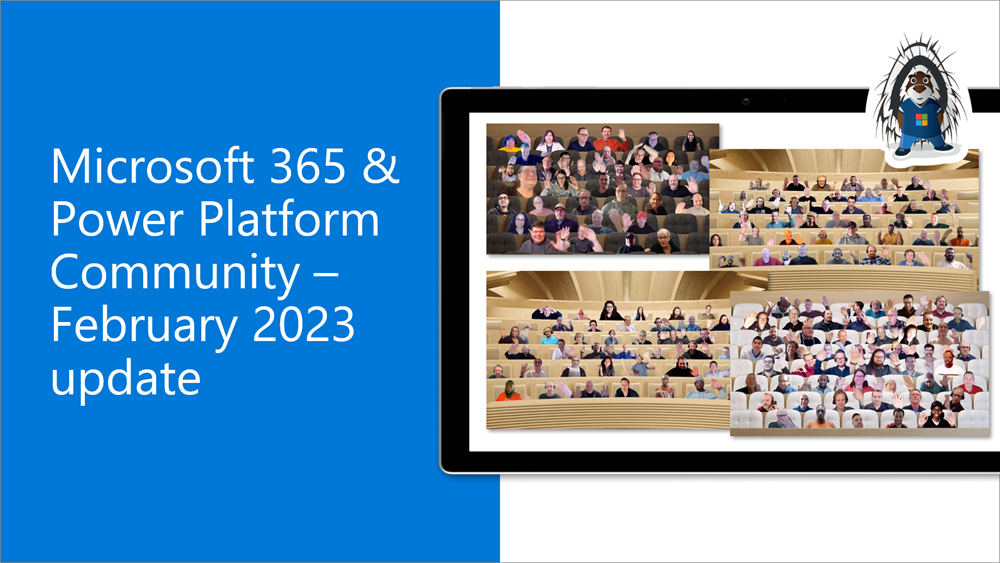 Microsoft 365 &
Power Platform
Community –
February 2023
update